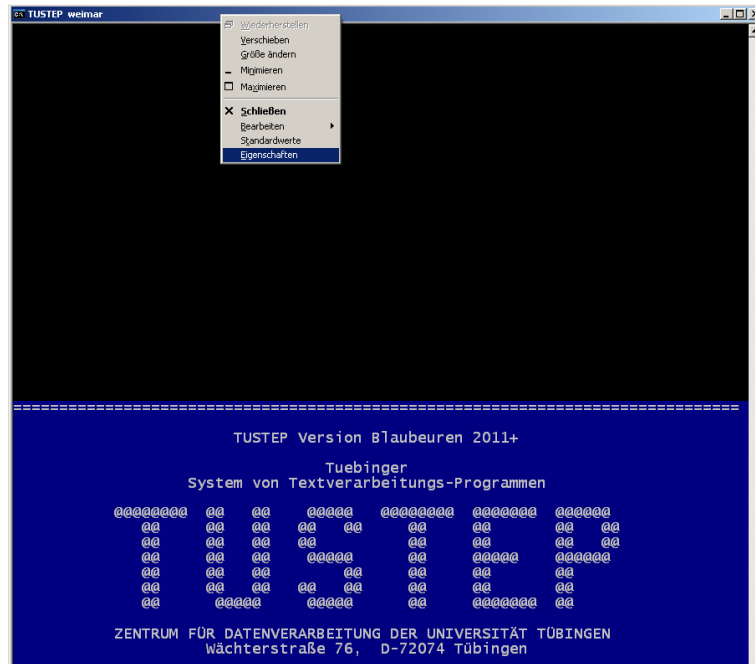 TUSTEP weimar
Wiederherstellen
Verschieben
Größe ändern
Minimieren
Maximieren
Schließen
Bearbeiten
Standardwerte
Eigenschaften
================================================================================
TUSTEP Version Blaubeuren 2011+
Tuebinger
System von Textverarbeitungs-Programmen
@@@@@@@@  @@   @@    @@@@@   @@@@@@@@  @@@@@@@  @@@@@@
   @@     @@   @@   @@   @@     @@     @@       @@   @@
   @@     @@   @@   @@          @@     @@       @@   @@
   @@     @@   @@    @@@@@      @@     @@@@@    @@@@@@
   @@     @@   @@        @@     @@     @@       @@
   @@     @@   @@   @@   @@     @@     @@       @@
   @@      @@@@@     @@@@@      @@     @@@@@@@  @@
ZENTRUM FÜR DATENVERARBEITUNG DER UNIVERSITÄT TÜBINGEN
Wächterstraße 76,  D-72074 Tübingen